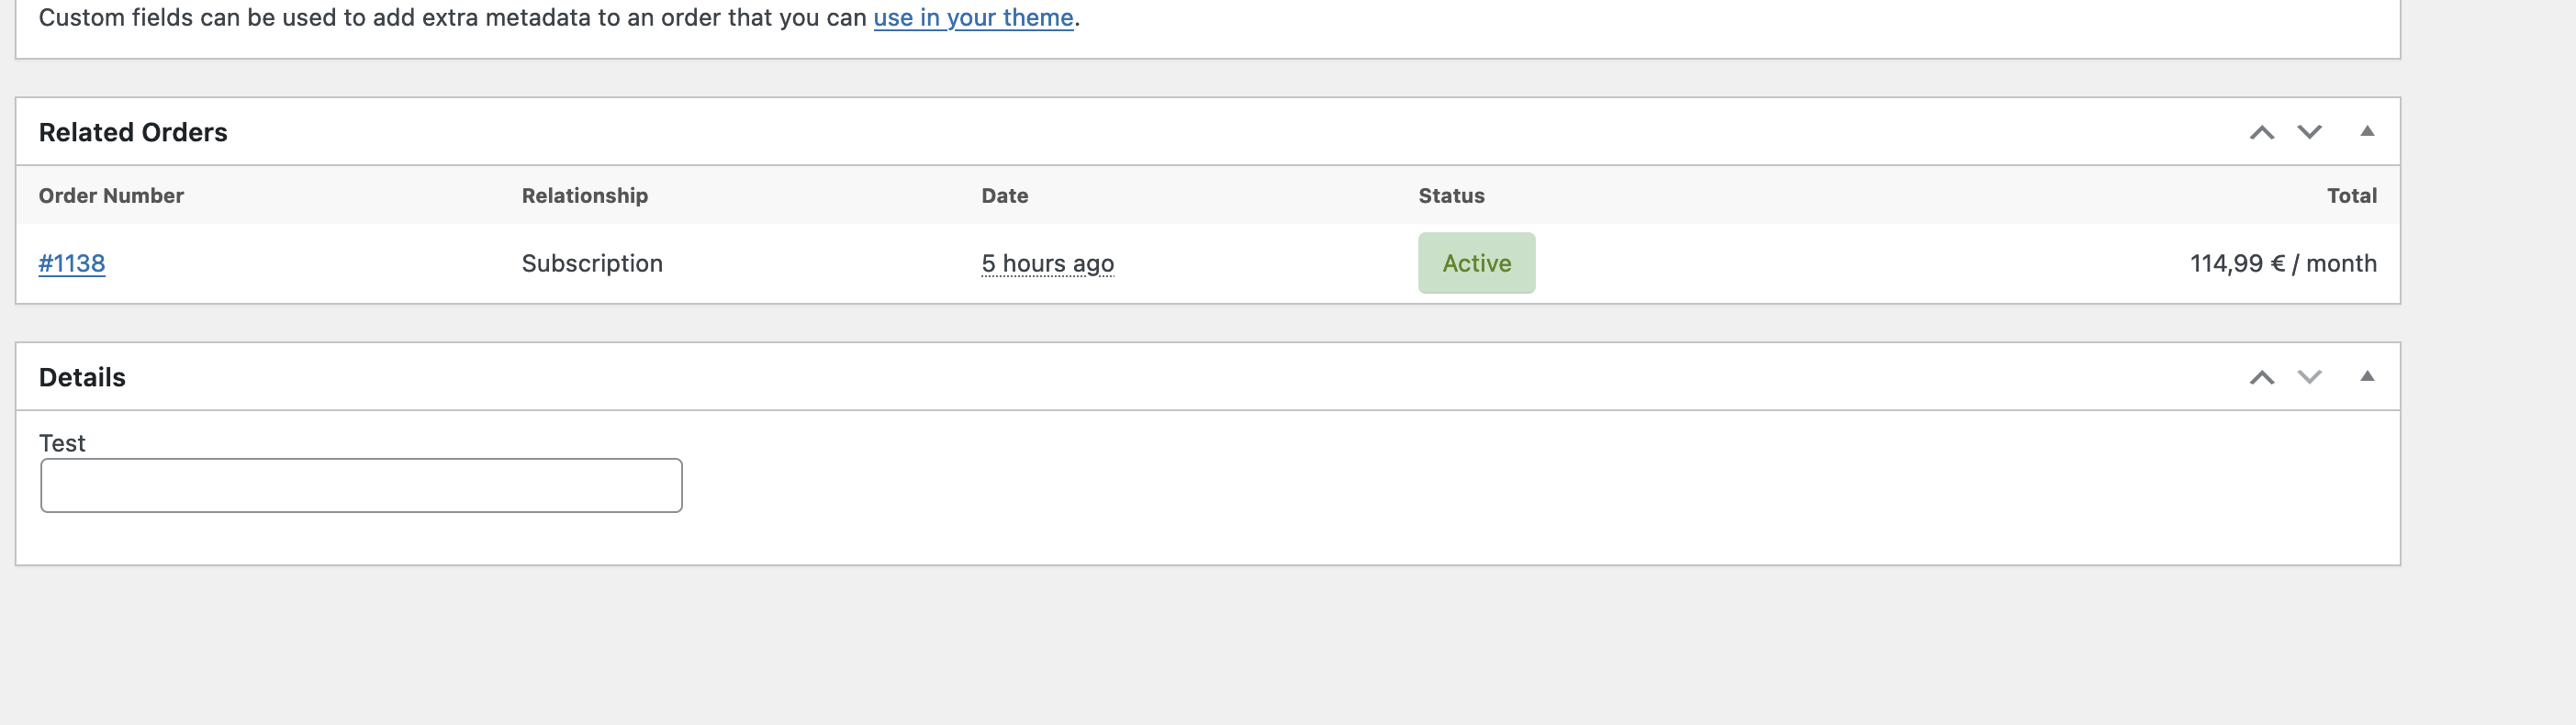 Custom fields can be used to add extra metadata to an order that you can use in your theme.
Related Orders
Order Number Relationship Date Status Total
#1138 Subscription 5 hours ago Active 114,99 € / month
Details
Test